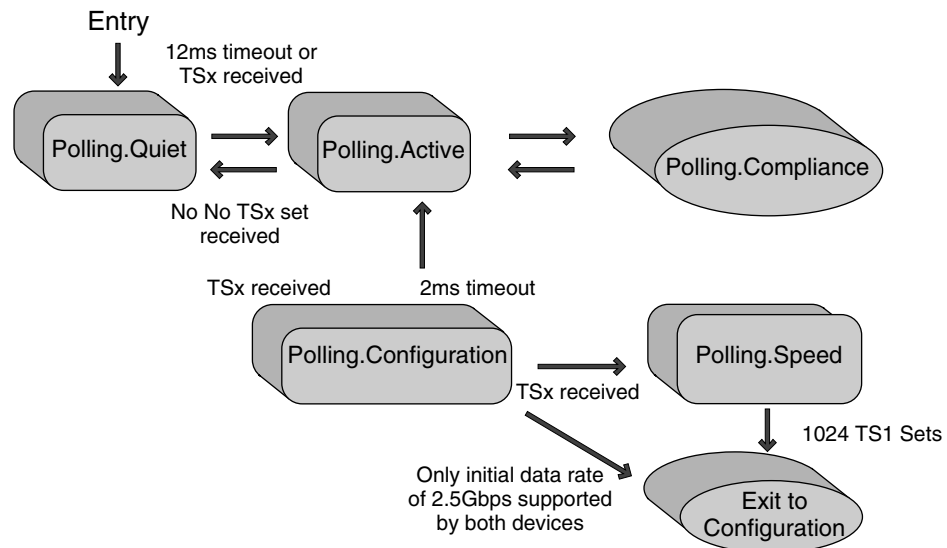 Entry
12ms timeout or
TSx received
Polling.Quiet
Polling.Active
Polling.Compliance
No No TSx set
received
TSx received
2ms timeout
Polling.Configuration
Polling.Speed
TSx received
1024 TS1 Sets
Only initial data rate
of 2.5Gbps supported
by both devices
Exit to
Configuration